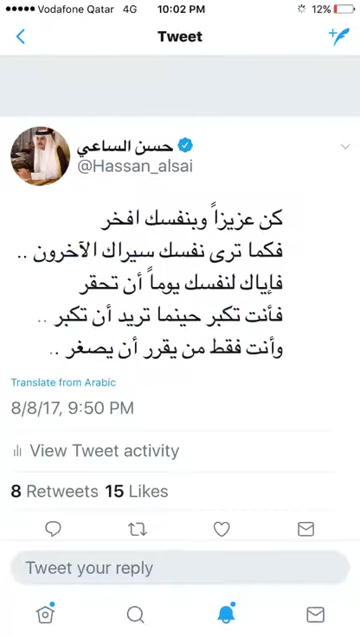 Vodafone Qatar 4G 10:02 PM 12%
Tweet
حسن الساعي
@Hassan_alsai
كن عزيزاً وبنفسك افخر
فكما ترى نفسك سيراك الآخرون ..
فإياك لنفسك يوماً أن تحقر
فأنت تكبر حينما تريد أن تكبر ..
وأنت فقط من يقرر أن يصغر ..
Translate from Arabic
8/8/17, 9:50 PM
View Tweet activity
8 Retweets 15 Likes
Tweet your reply